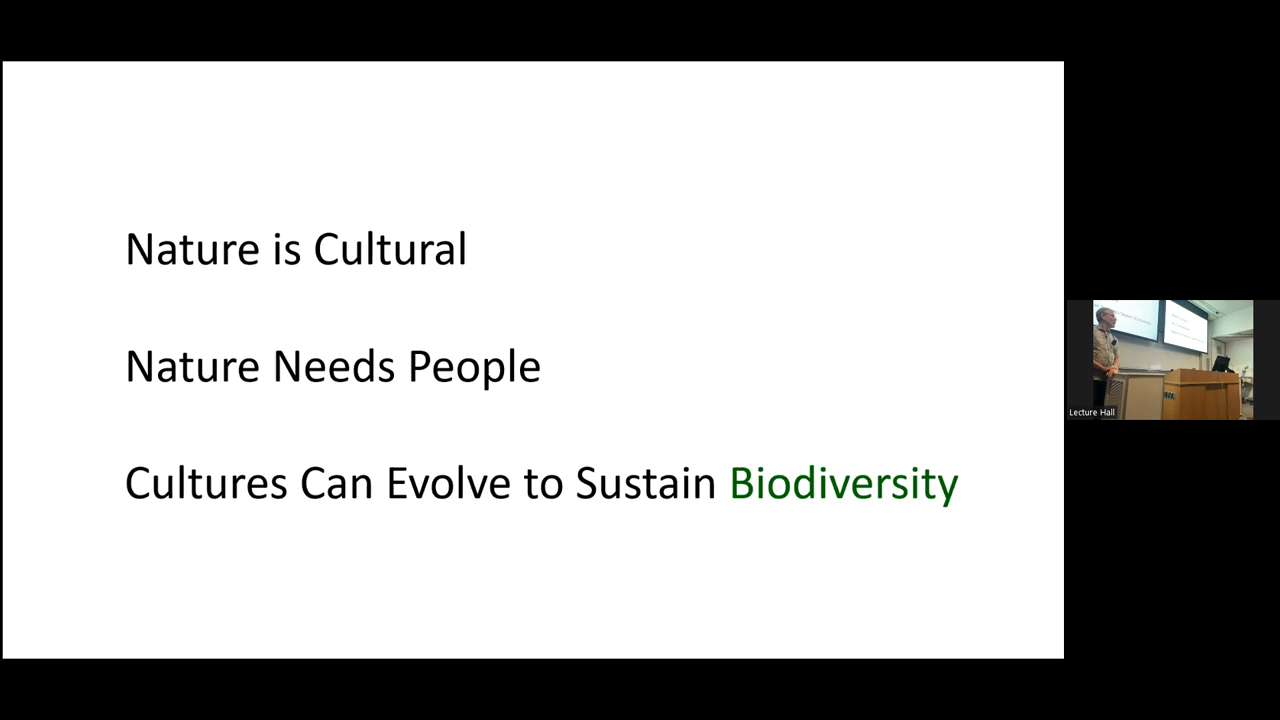 Nature is Cultural
Nature Needs People
Cultures Can Evolve to Sustain Biodiversity
Lecture Hall